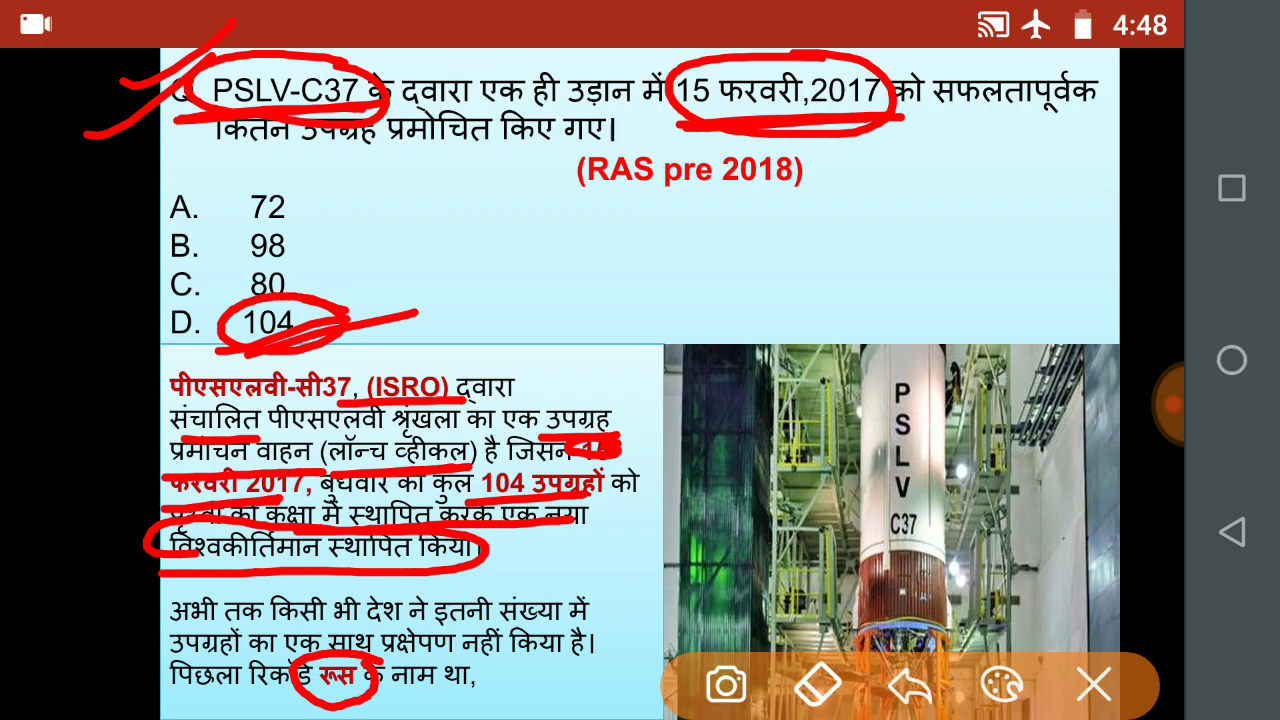 4:48
Q PSLV-C37 के द्वारा एक ही उड़ान में 15 फरवरी,2017 को सफलतापूर्वक
कितने उपग्रह प्रमोचित किए गए।
(RAS pre 2018)
A. 72
B. 98
C. 80
D. 104
पीएसएलवी-सी37, (ISRO) द्वारा
संचालित पीएसएलवी श्रृंखला का एक उपग्रह
प्रमोचन वाहन (लॉन्च व्हीकल) है जिसने 15
फरवरी 2017, बुधवार को कुल 104 उपग्रहों को
पृथ्वी की कक्षा में स्थापित करके एक नया
विश्वकीर्तिमान स्थापित किया।
अभी तक किसी भी देश ने इतनी संख्या में
उपग्रहों का एक साथ प्रक्षेपण नहीं किया है।
पिछला रिकॉर्ड रूस के नाम था,
P
S
L
V
C37